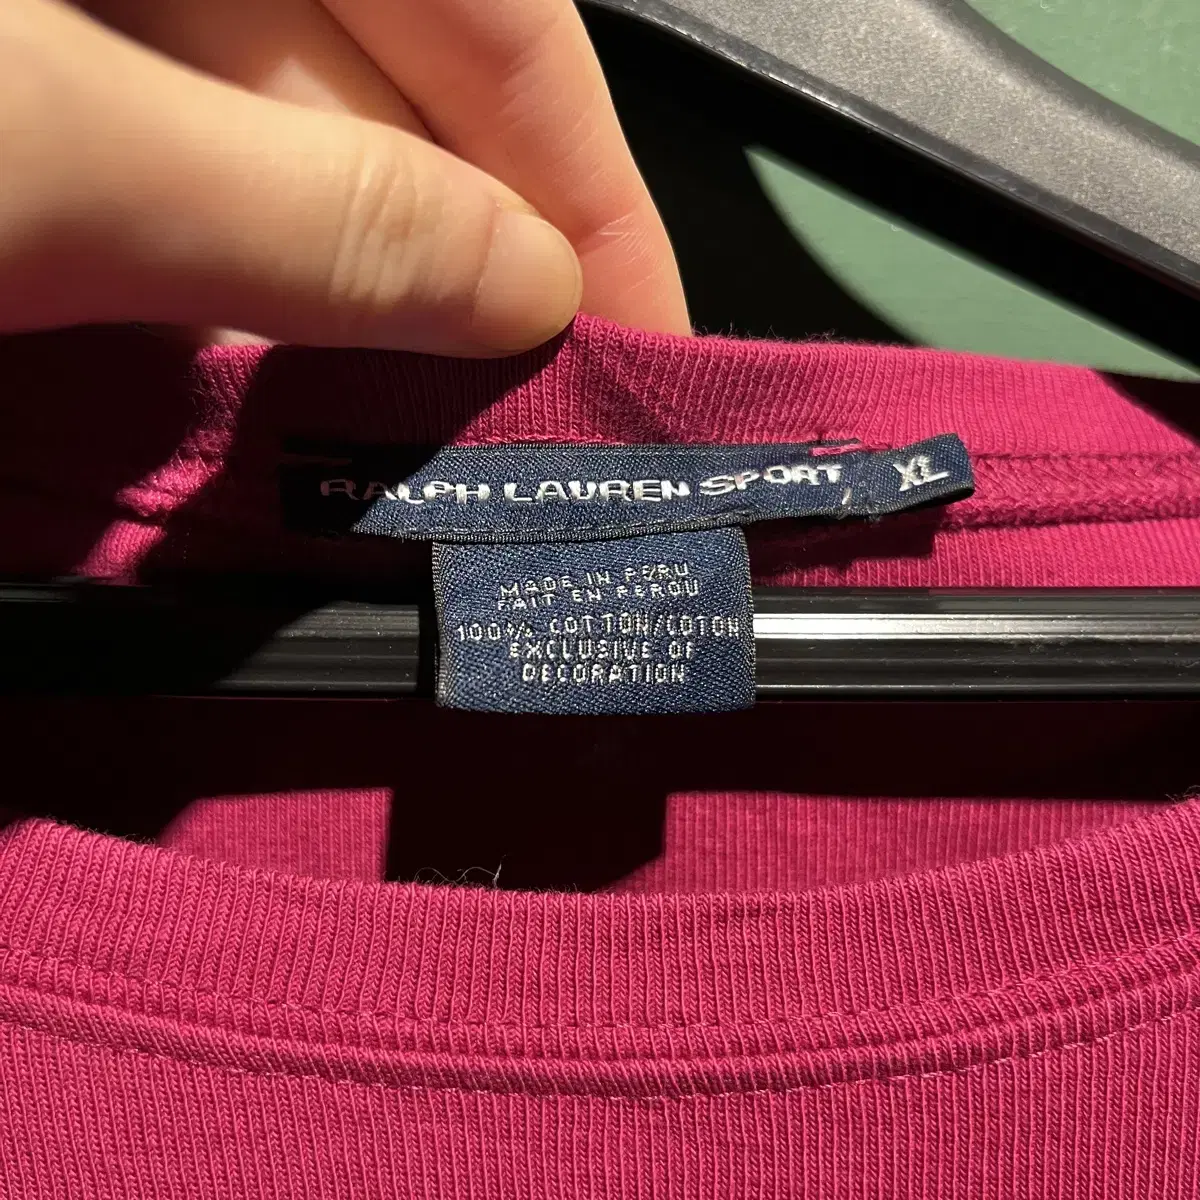 RALPH LAUREN SPORT
XL
MADE IN PERU
FAIT EN PEROU
100% COTTON/COTON
EXCLUSIVE OF
DECORATION